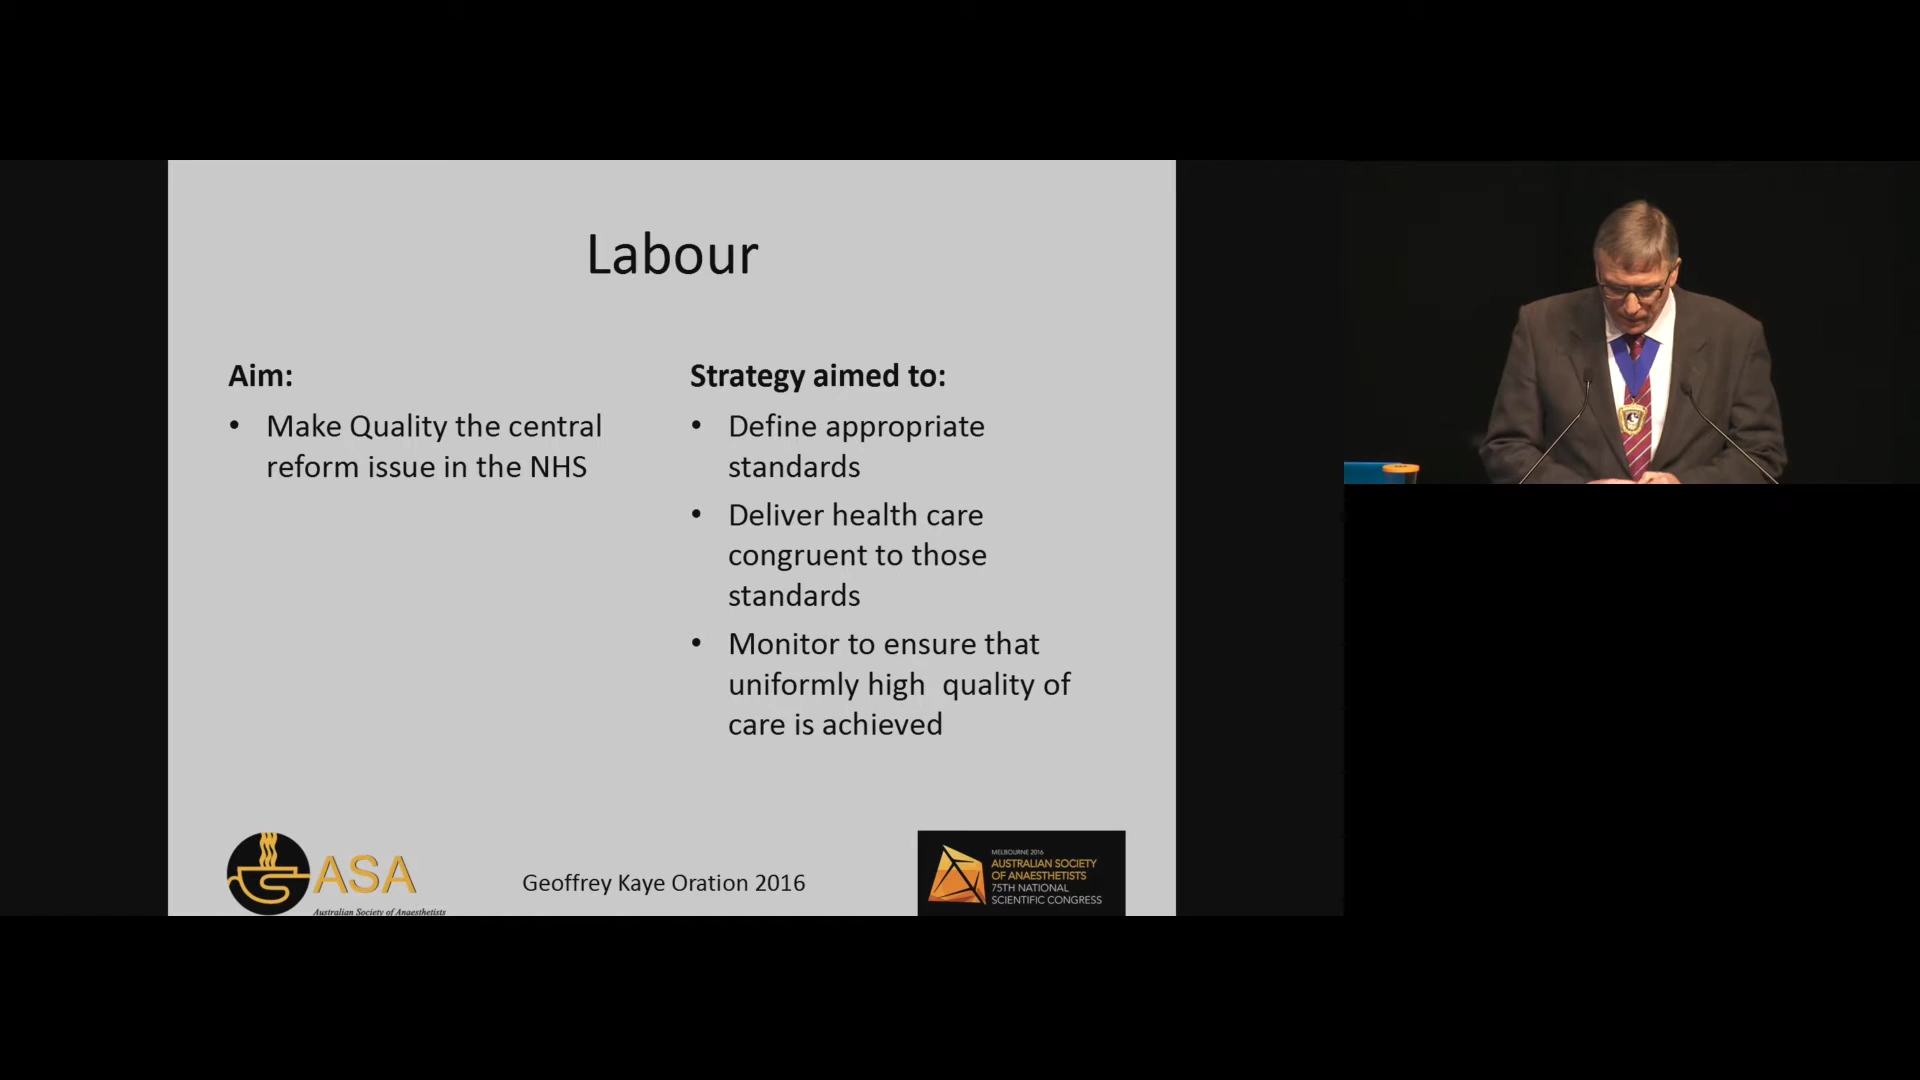 Labour
Aim:
• Make Quality the central
reform issue in the NHS
Strategy aimed to:
• Define appropriate
standards
• Deliver health care
congruent to those
standards
• Monitor to ensure that
uniformly high  quality of
care is achieved
ASA
Australian Society of Anaesthetists
Geoffrey Kaye Oration 2016
MELBOURNE 2016
AUSTRALIAN SOCIETY
OF ANAESTHETISTS
75TH NATIONAL
SCIENTIFIC CONGRESS